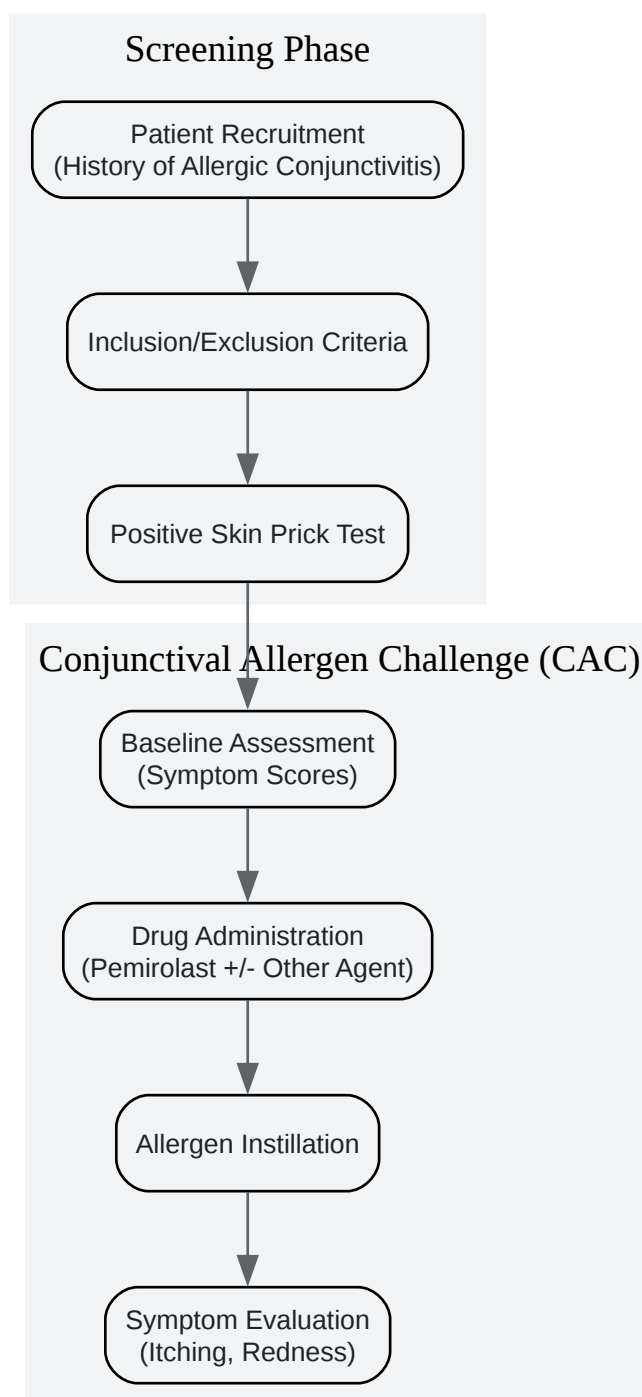 Screening Phase
Patient Recruitment
(History of Allergic Conjunctivitis)
Inclusion/Exclusion Criteria
Positive Skin Prick Test
Conjunctival Allergen Challenge (CAC)
Baseline Assessment
(Symptom Scores)
Drug Administration
(Pemirolast +/- Other Agent)
Allergen Instillation
Symptom Evaluation
(Itching, Redness)